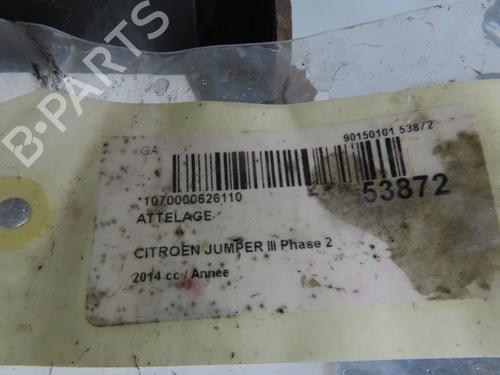 B-PARTS
GA
90150101 53872
*1070000626110
53872
ATTELAGE
CITROEN JUMPER III Phase 2
2014 cc / Année